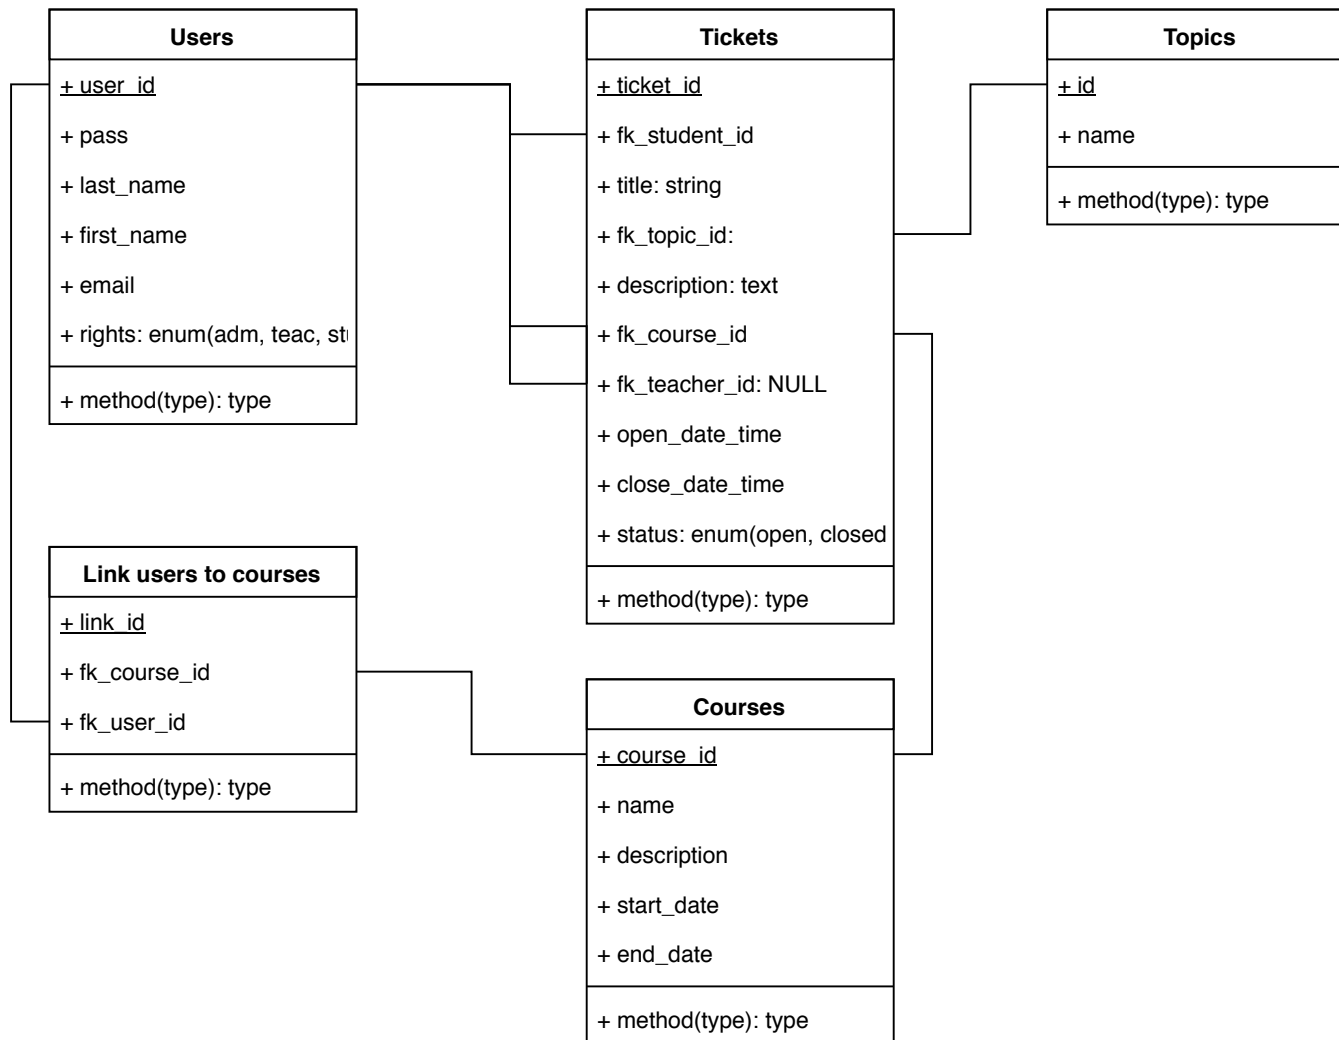 Users
+ user_id
+ pass
+ last_name
+ first_name
+ email
+ rights: enum(adm, teac,
+ method(type): type
Tickets
+ ticket_id
+ fk_student_id
+ title: string
+ fk_topic_id:
+ description: text
+ fk_course_id
+ fk_teacher_id: NULL
+ open_date_time
+ close_date_time
+ status: enum(open, closed
+ method(type): type
Topics
+ id
+ name
+ method(type): type
Link users to courses
+ link_id
+ fk_course_id
+ fk_user_id
+ method(type): type
Courses
+ course_id
+ name
+ description
+ start_date
+ end_date
+ method(type): type